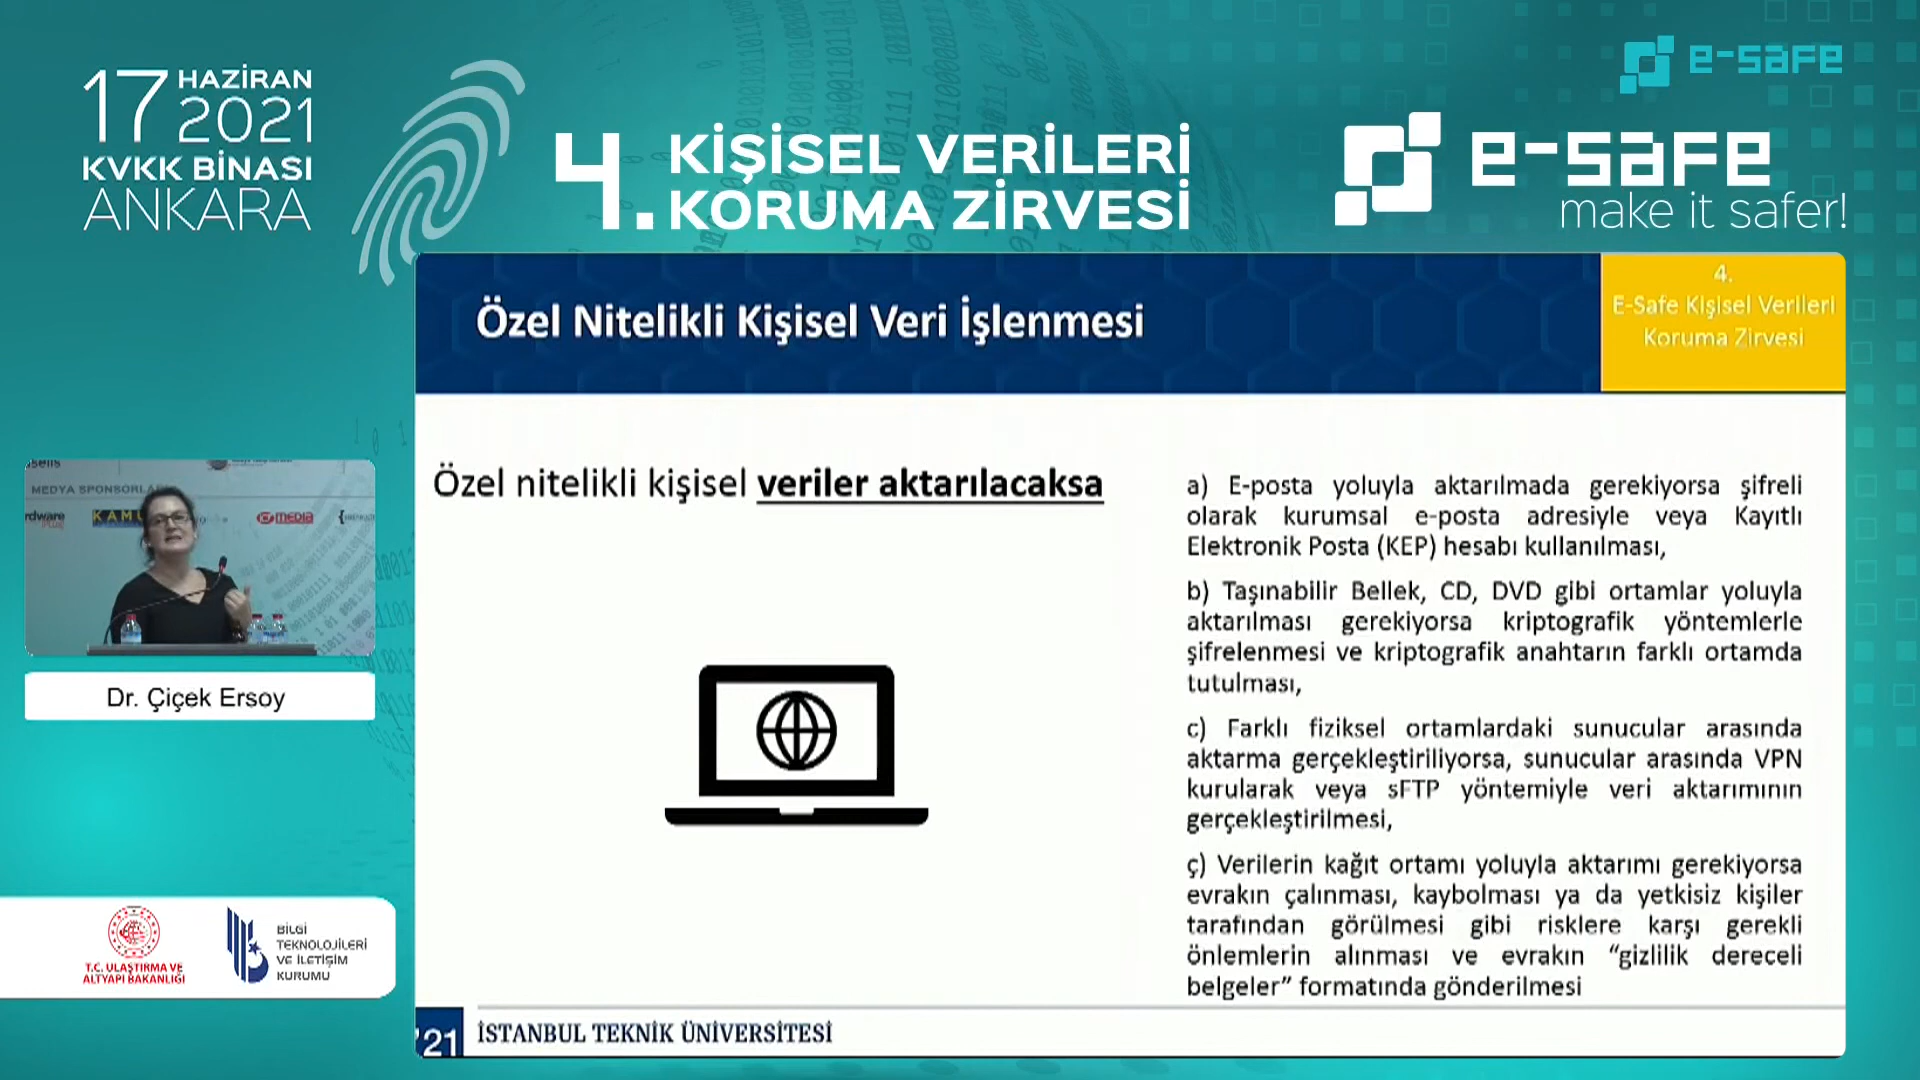 17 HAZİRAN
2021
KVKK BİNASI
ANKARA
4. KİŞİSEL VERİLERİ
KORUMA ZİRVESİ
e-safe
e-safe
make it safer!
Özel Nitelikli Kişisel Veri İşlenmesi
4.
E-Safe Kişisel Verileri
Koruma Zirvesi
MEDYA SPONSORLARI
MEDIA
Dr. Çiçek Ersoy
Özel nitelikli kişisel veriler aktarılacaksa
a) E-posta yoluyla aktarılmada gerekiyorsa şifreli
olarak kurumsal e-posta adresiyle veya Kayıtlı
Elektronik Posta (KEP) hesabı kullanılması,
b) Taşınabilir Bellek, CD, DVD gibi ortamlar yoluyla
aktarılması gerekiyorsa kriptografik yöntemlerle
şifrelenmesi ve kriptografik anahtarın farklı ortamda
tutulması,
c) Farklı fiziksel ortamlardaki sunucular arasında
aktarma gerçekleştiriliyorsa, sunucular arasında VPN
kurularak veya sFTP yöntemiyle veri aktarımının
gerçekleştirilmesi,
ç) Verilerin kağıt ortamı yoluyla aktarımı gerekiyorsa
evrakın çalınması, kaybolması ya da yetkisiz kişiler
tarafından görülmesi gibi risklere karşı gerekli
önlemlerin alınması ve evrakın “gizlilik dereceli
belgeler” formatında gönderilmesi
T.C. ULAŞTIRMA VE
ALTYAPI BAKANLIĞI
BİLGİ
TEKNOLOJİLERİ
VE İLETİŞİM
KURUMU
'21
İSTANBUL TEKNİK ÜNİVERSİTESİ